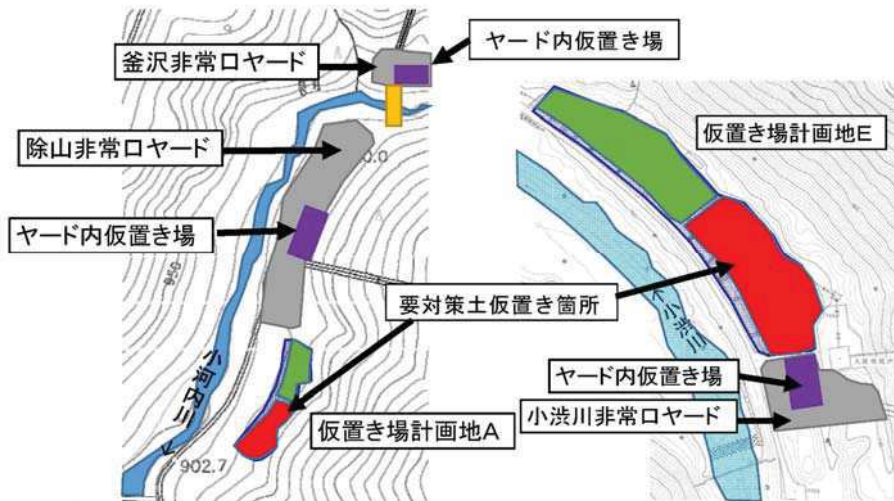 釜沢非常口ヤード
ヤード内仮置き場
除山非常口ヤード
ヤード内仮置き場
950
小河内川
902.7
0.0
要対策土仮置き箇所
仮置き場計画地A
仮置き場計画地E
小渋川
ヤード内仮置き場
小渋川非常口ヤード